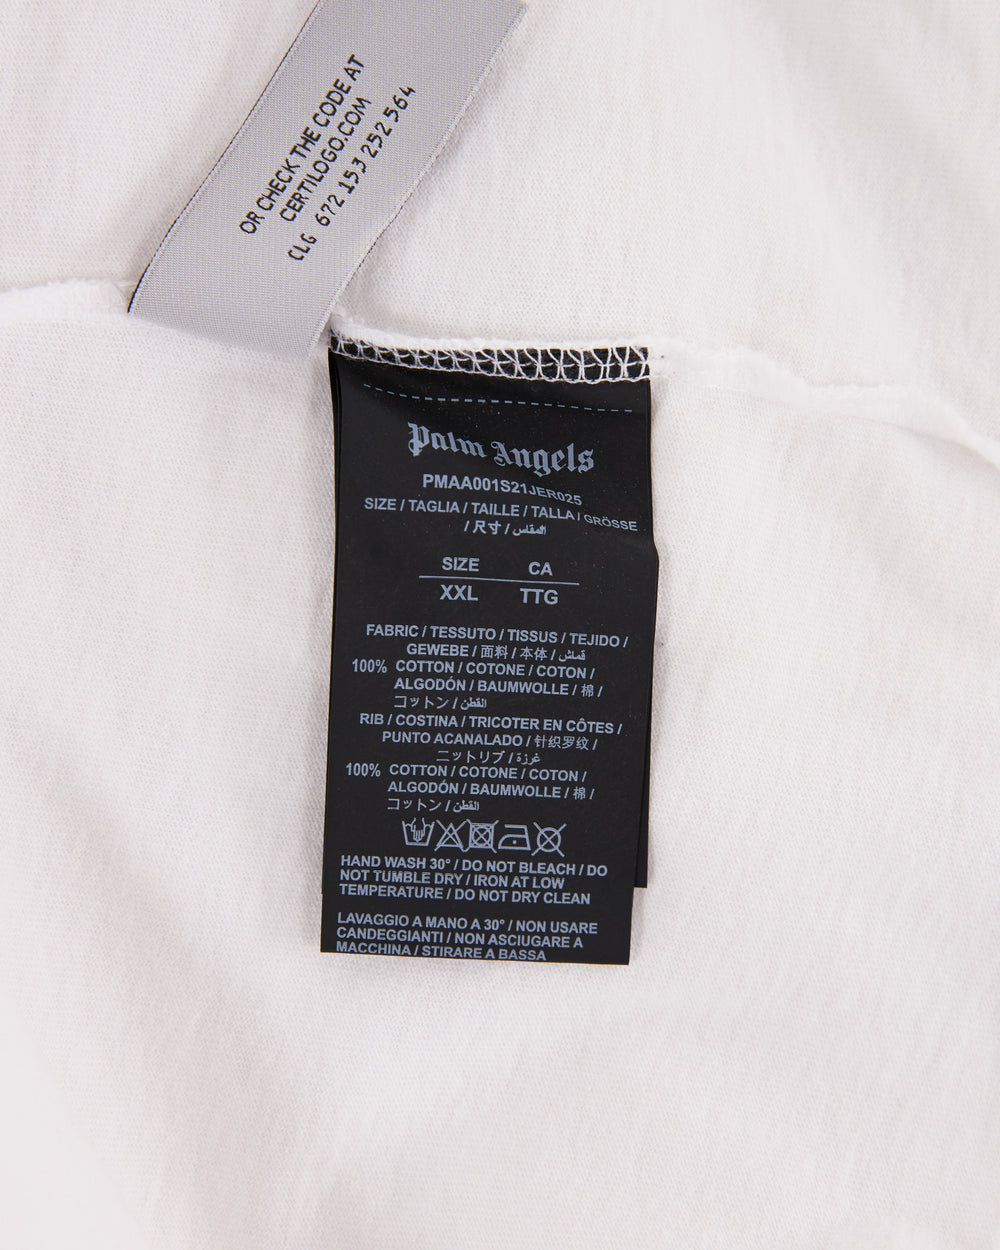 OR CHECK THE CODE AT
CERTILOGO.COM
CLG 672 153 252 564
Palm Angels
PMAA001S21JER025
SIZE / TAGLIA / TAILLE / TALLA / GRÖSSE
/ 尺寸 / المقاس
SIZE CA
XXL TTG
FABRIC / TESSUTO / TISSUS / TEJIDO /
GEWEBE / 面料 / 本体 / قماش
100% COTTON / COTONE / COTON /
ALGODÓN / BAUMWOLLE / 棉 /
コットン / القطن
RIB / COSTINA / TRICOTER EN CÔTES /
PUNTO ACANALADO / 针织罗纹 /
ニットリブ / غرزة
100% COTTON / COTONE / COTON /
ALGODÓN / BAUMWOLLE / 棉 /
コットン / القطن
HAND WASH 30° / DO NOT BLEACH / DO
NOT TUMBLE DRY / IRON AT LOW
TEMPERATURE / DO NOT DRY CLEAN
LAVAGGIO A MANO A 30° / NON USARE
CANDEGGIANTI / NON ASCIUGARE A
MACCHINA / STIRARE A BASSA